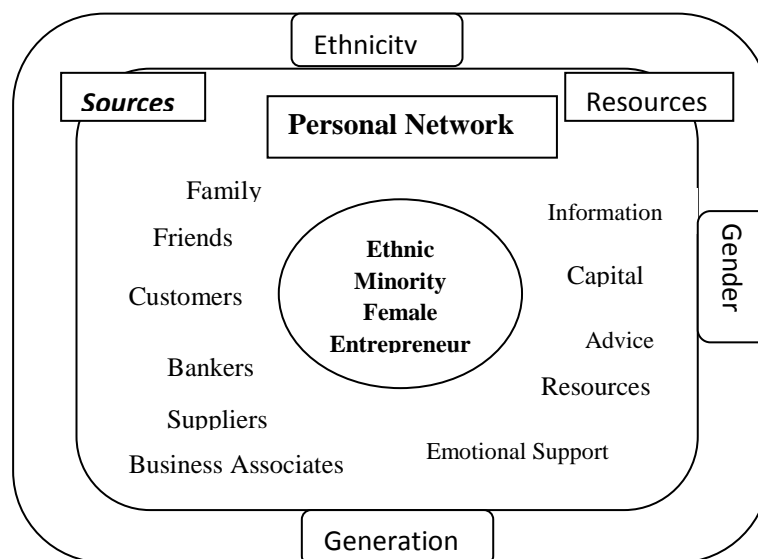 Ethnicity
Sources
Resources
Personal Network
Family
Friends
Customers
Bankers
Suppliers
Business Associates
Ethnic
Minority
Female
Entrepreneur
Information
Capital
Advice
Resources
Emotional Support
Gender
Generation